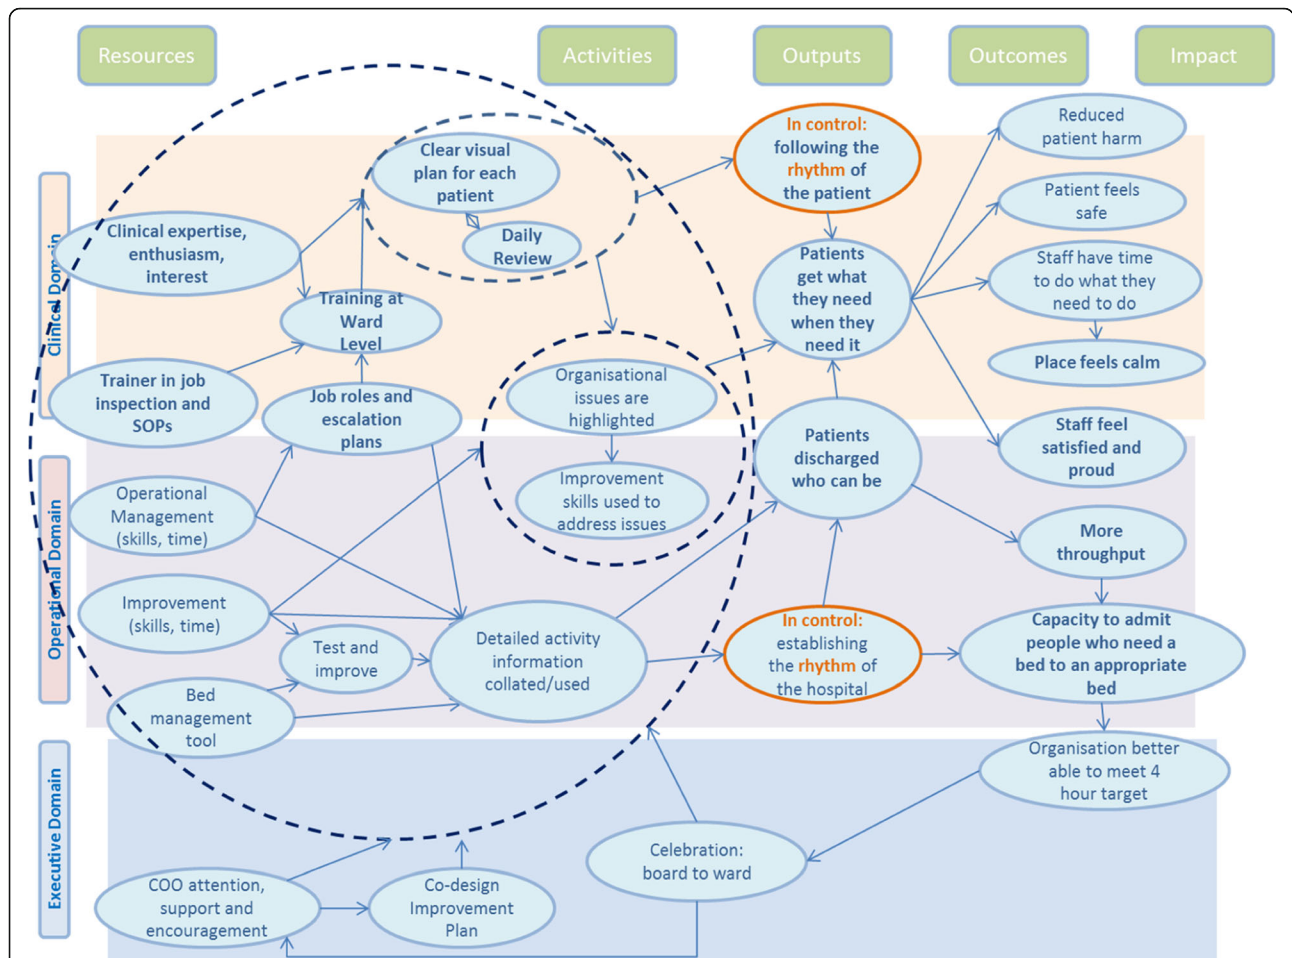 Resources
Activities
Outputs
Outcomes
Impact
Clinical Domain
Operational Domain
Executive Domain
Clear visual
plan for each
patient
Daily
Review
Clinical expertise,
enthusiasm,
interest
Training at
Ward
Level
Trainer in job
inspection and
SOPs
Job roles and
escalation
plans
Organisational
issues are
highlighted
Improvement
skills used to
address issues
In control:
following the
rhythm of
the patient
Patients
get what
they need
when they
need it
Patients
discharged
who can be
Reduced
patient harm
Patient feels
safe
Staff have time
to do what they
need to do
Place feels calm
Staff feel
satisfied and
proud
More
throughput
Operational
Management
(skills, time)
Improvement
(skills, time)
Test and
improve
Bed
management
tool
Detailed activity
information
collated/used
In control:
establishing
the rhythm of
the hospital
Capacity to admit
people who need a
bed to an appropriate
bed
Organisation better
able to meet 4
hour target
Celebration:
board to ward
COO attention,
support and
encouragement
Co-design
Improvement
Plan